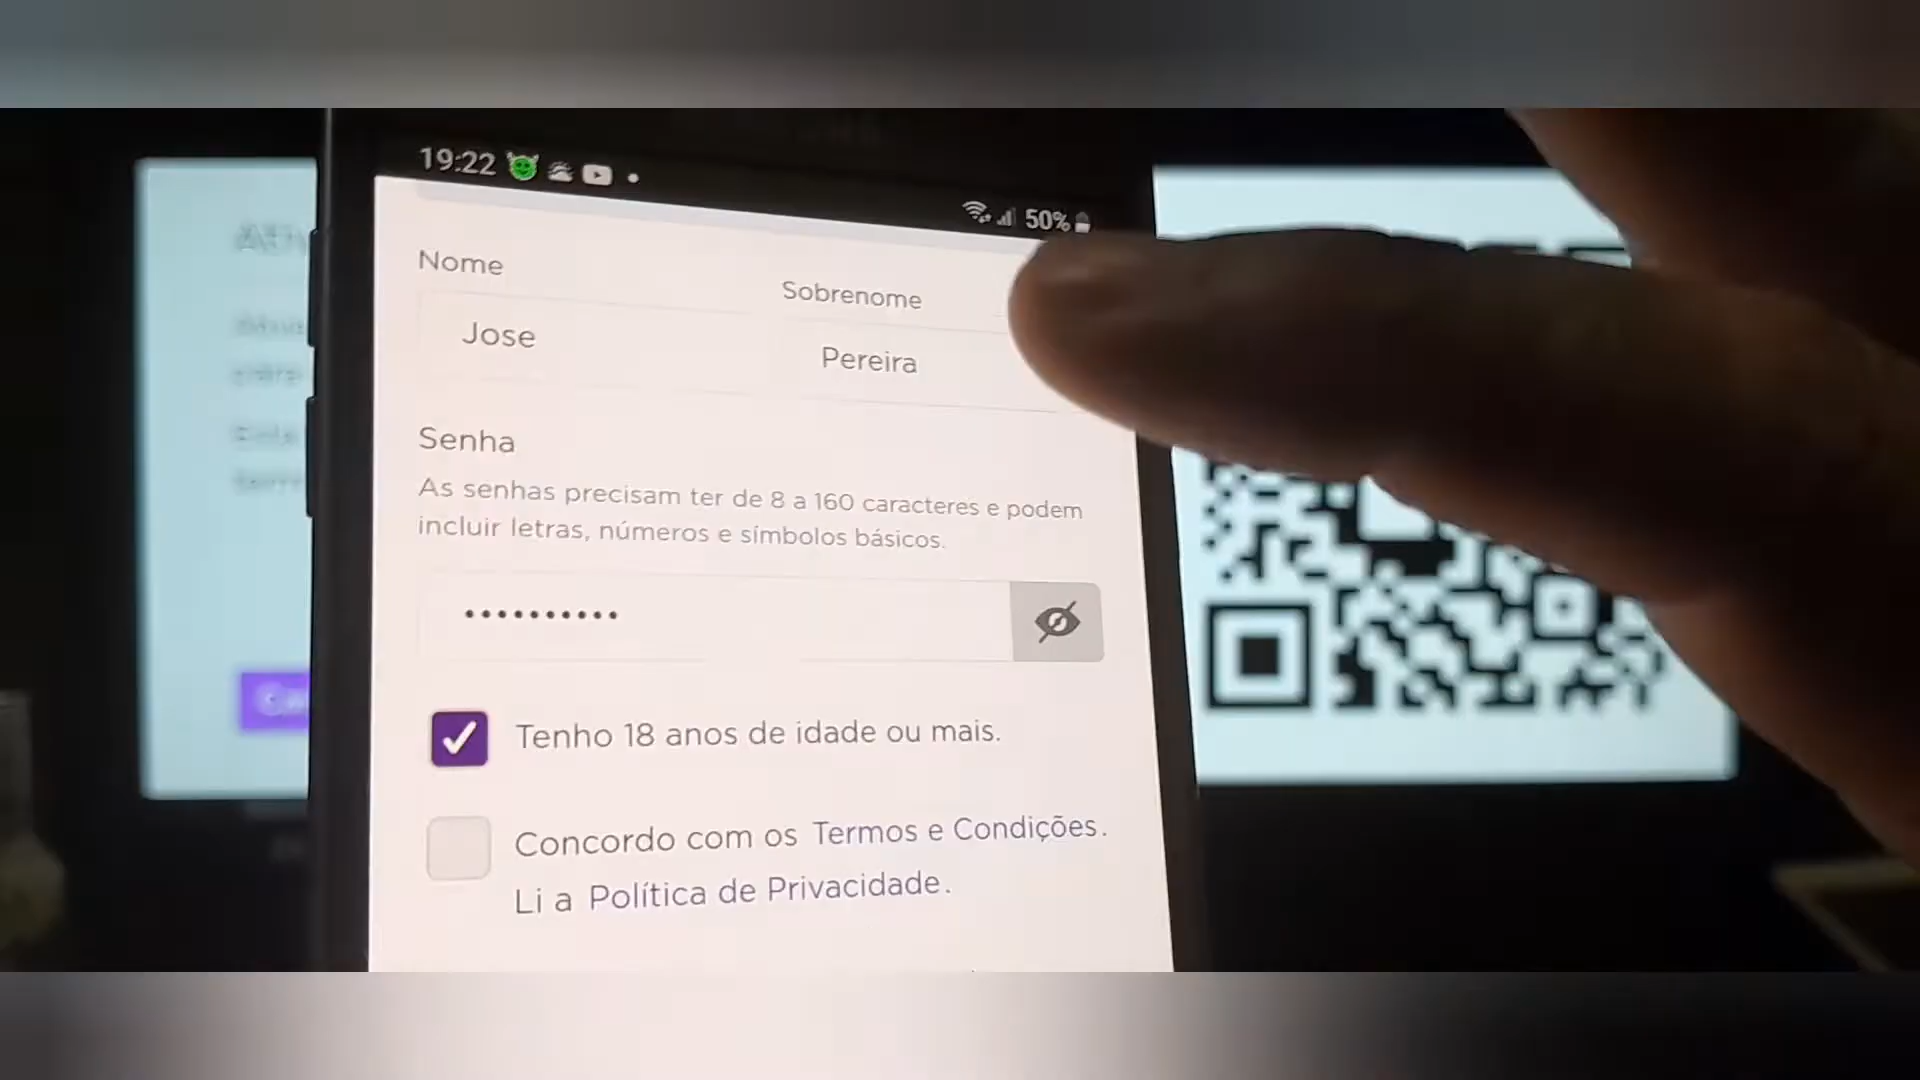 19:22
50%
Nome
Sobrenome
Jose
Pereira
Senha
As senhas precisam ter de 8 a 160 caracteres e podem
incluir letras, números e símbolos básicos.
Tenho 18 anos de idade ou mais.
Concordo com os Termos e Condições.
Li a Política de Privacidade.